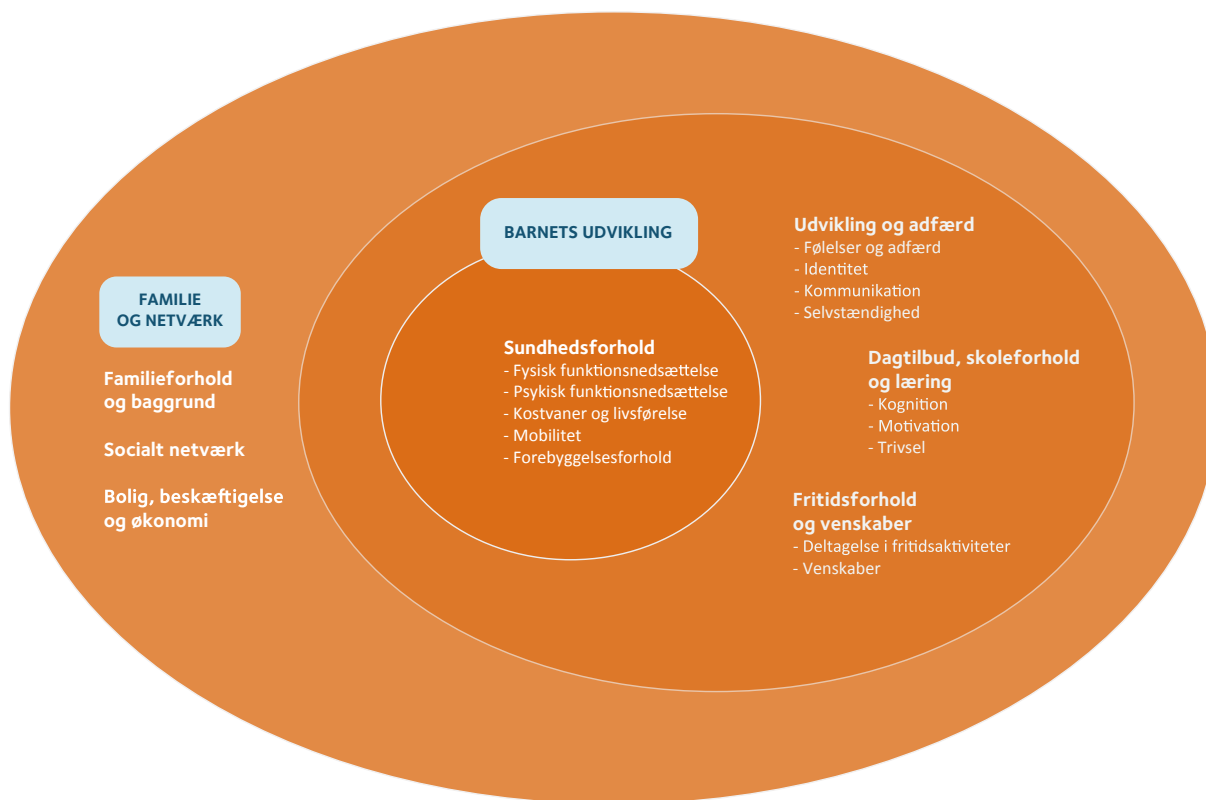 FAMILIE
OG NETVÆRK
Familieforhold
og baggrund
Socialt netværk
Bolig, beskæftigelse
og økonomi
BARNETS UDVIKLING
Sundhedsforhold
- Fysisk funktionsnedsættelse
- Psykisk funktionsnedsættelse
- Kostvaner og livsførelse
- Mobilitet
- Forebyggelsesforhold
Udvikling og adfærd
- Følelser og adfærd
- Identitet
- Kommunikation
- Selvstændighed
Dagtilbud, skoleforhold
og læring
- Kognition
- Motivation
- Trivsel
Fritidsforhold
og venskaber
- Deltagelse i fritidsaktiviteter
- Venskaber